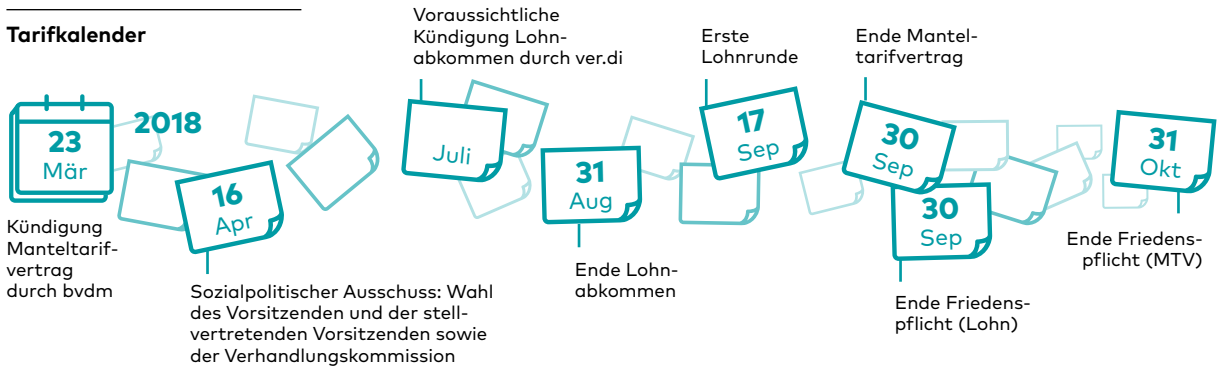 Tarifkalender
2018
23
Mär
Kündigung
Manteltarif-
vertrag
durch bvdm
16
Apr
Sozialpolitischer Ausschuss: Wahl
des Vorsitzenden und der stell-
vertretenden Vorsitzenden sowie
der Verhandlungskommission
Voraussichtliche
Kündigung Lohn-
abkommen durch ver.di
Juli
31
Aug
Ende Lohn-
abkommen
Erste
Lohnrunde
17
Sep
Ende Mantel-
tarifvertrag
30
Sep
30
Sep
Ende Friedens-
pflicht (Lohn)
31
Okt
Ende Friedens-
pflicht (MTV)